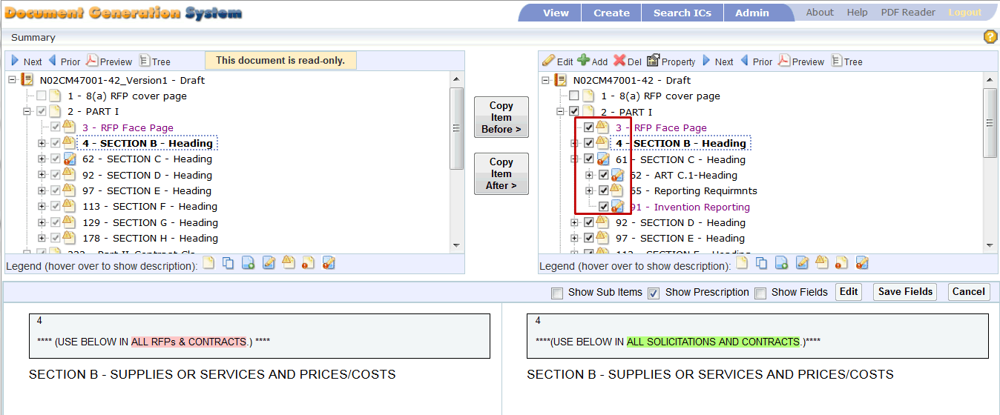 Document Generation System
View Create Search ICs Admin About Help PDF Reader Logout
Summary
Next Prior Preview Tree This document is read-only.
N02CM47001-42_Version1 - Draft
1 - 8(a) RFP cover page
2 - PART I
3 - RFP Face Page
4 - SECTION B - Heading
62 - SECTION C - Heading
92 - SECTION D - Heading
97 - SECTION E - Heading
113 - SECTION F - Heading
129 - SECTION G - Heading
178 - SECTION H - Heading
Legend (hover over to show description):
Copy
Item
Before >
Copy
Item
After >
Edit Add Del Property Next Prior Preview Tree
N02CM47001-42 - Draft
1 - 8(a) RFP cover page
2 - PART I
3 - RFP Face Page
4 - SECTION B - Heading
61 - SECTION C - Heading
62 - ART C.1-Heading
65 - Reporting Requirmnts
91 - Invention Reporting
92 - SECTION D - Heading
97 - SECTION E - Heading
Legend (hover over to show description):
Show Sub Items Show Prescription Show Fields Edit Save Fields Cancel
4
**** (USE BELOW IN ALL RFPs & CONTRACTS.) ****
SECTION B - SUPPLIES OR SERVICES AND PRICES/COSTS
4
****(USE BELOW IN ALL SOLICITATIONS AND CONTRACTS.)****
SECTION B - SUPPLIES OR SERVICES AND PRICES/COSTS